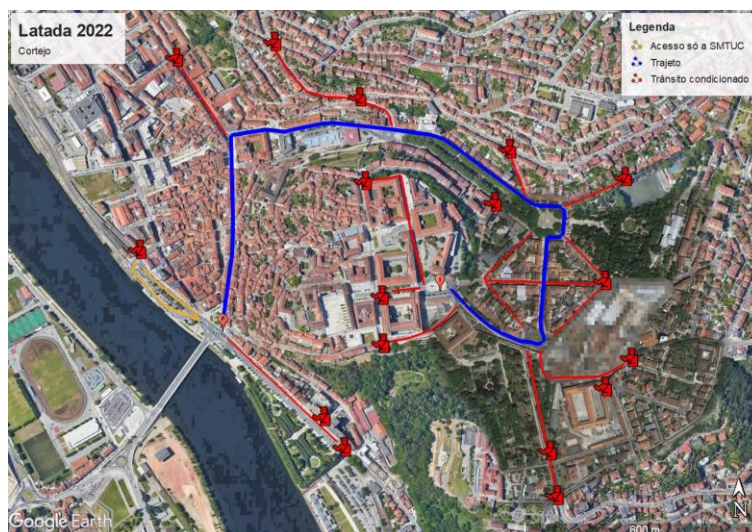 Latada 2022
Cortejo
Legenda
Acesso só a SMTUC
Trajeto
Trânsito condicionado
Google Earth
600 m
N